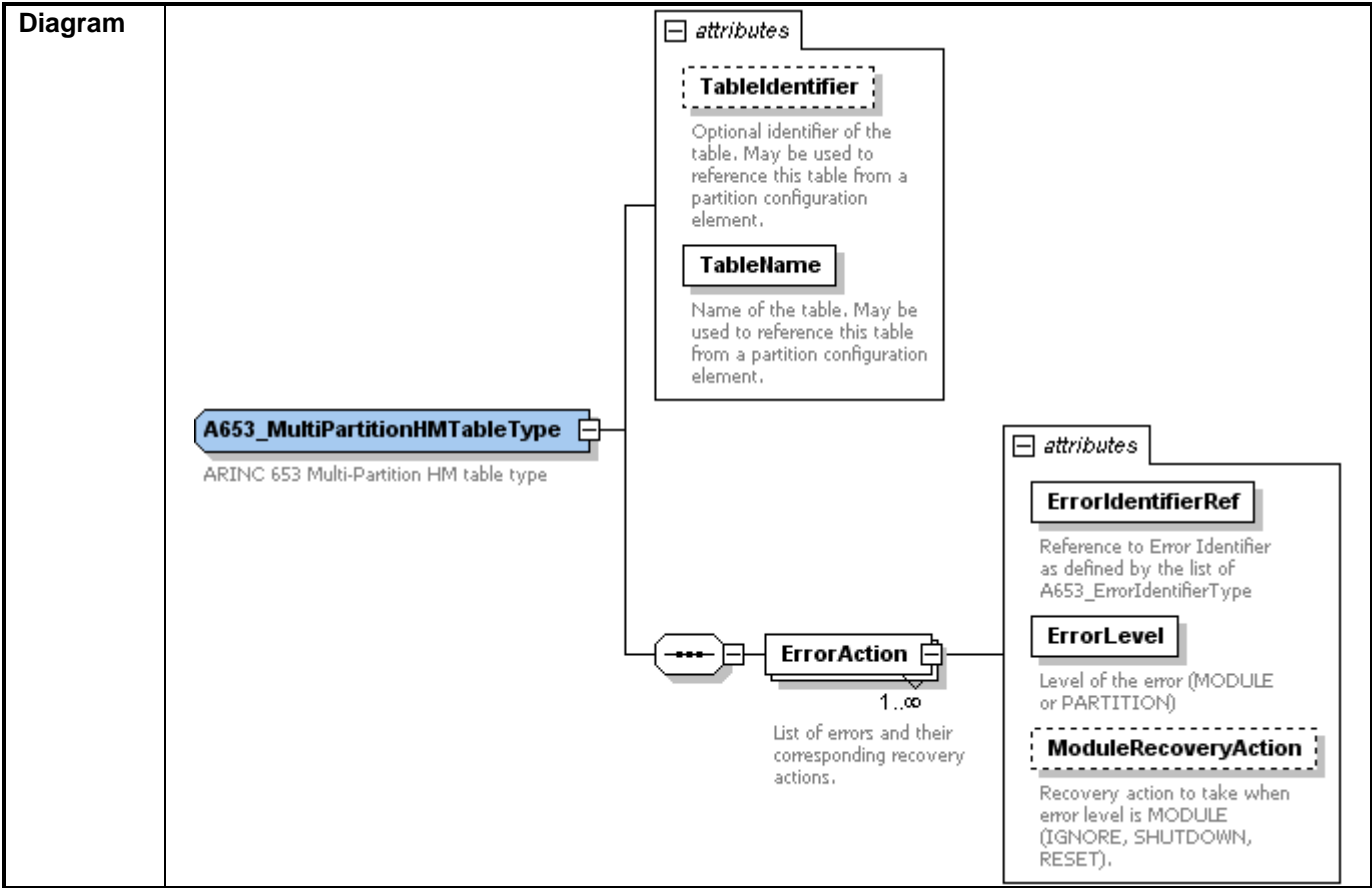 Diagram
attributes
TableIdentifier
Optional identifier of the
table. May be used to
reference this table from a
partition configuration
element.
TableName
Name of the table. May be
used to reference this table
from a partition configuration
element.
A653_MultiPartitionHMTableType
ARINC 653 Multi-Partition HM table type
ErrorAction
1..∞
List of errors and their
corresponding recovery
actions.
attributes
ErrorIdentifierRef
Reference to Error Identifier
as defined by the list of
A653_ErrorIdentifierType
ErrorLevel
Level of the error (MODULE
or PARTITION)
ModuleRecoveryAction
Recovery action to take when
error level is MODULE
(IGNORE, SHUTDOWN,
RESET).